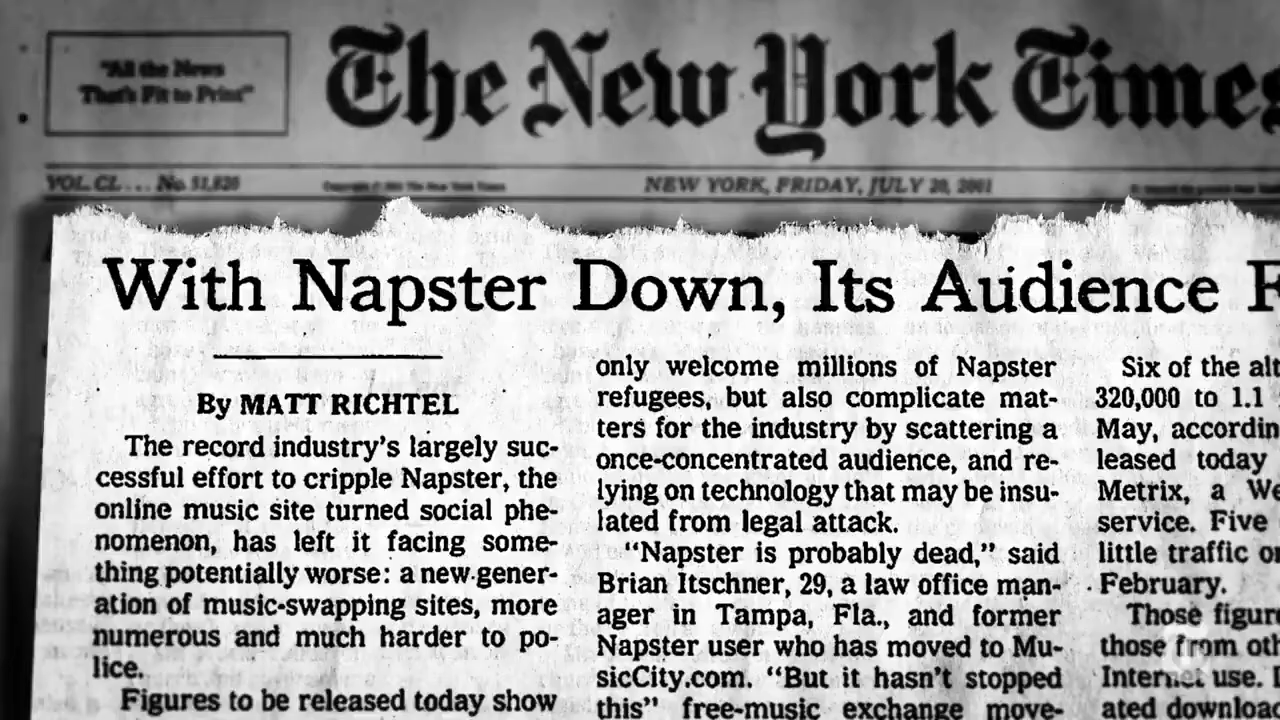 "All the News
That's Fit to Print"
The New York Times
VOL. CL . . . No. 51,820
NEW YORK, FRIDAY, JULY 20, 2001
With Napster Down, Its Audience F
By MATT RICHTEL
The record industry's largely suc-
cessful effort to cripple Napster, the
online music site turned social phe-
nomenon, has left it facing some-
thing potentially worse: a new gener-
ation of music-swapping sites, more
numerous and much harder to po-
lice.
Figures to be released today show
only welcome millions of Napster
refugees, but also complicate mat-
ters for the industry by scattering a
once-concentrated audience, and re-
lying on technology that may be insu-
lated from legal attack.
"Napster is probably dead," said
Brian Itschner, 29, a law office man-
ager in Tampa, Fla., and former
Napster user who has moved to Mu-
sicCity.com. "But it hasn't stopped
this" free-music exchange move-
Six of the alt
320,000 to 1.1
May, accordin
leased today
Metrix, a We
service. Five
little traffic or
February.
Those figur
those from oth
Internet use. I
ated downloac